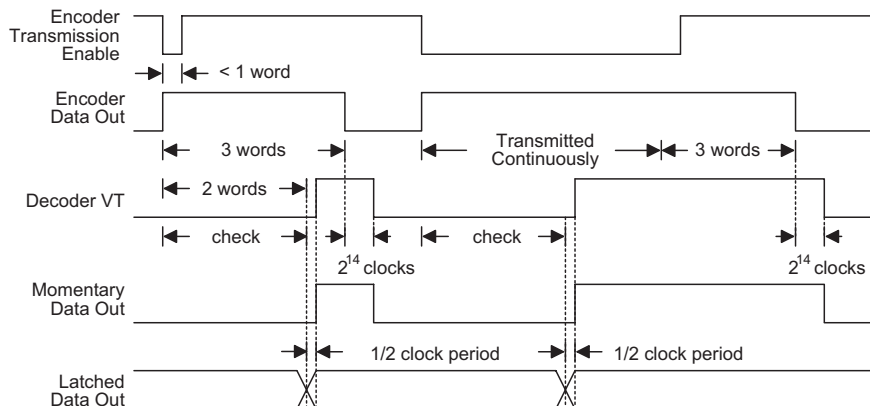 Encoder
Transmission
Enable
< 1 word
Encoder
Data Out
3 words
Transmitted
Continuously
3 words
2 words
Decoder VT
check
check
2^14 clocks
2^14 clocks
Momentary
Data Out
1/2 clock period
1/2 clock period
Latched
Data Out